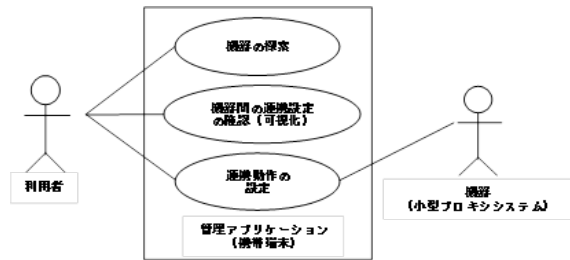 機器の探索
機器間の連携設定
の確認（可視化）
連携動作の
設定
利用者
機器
（小型プロキシシステム）
管理アプリケーション
（携帯端末）